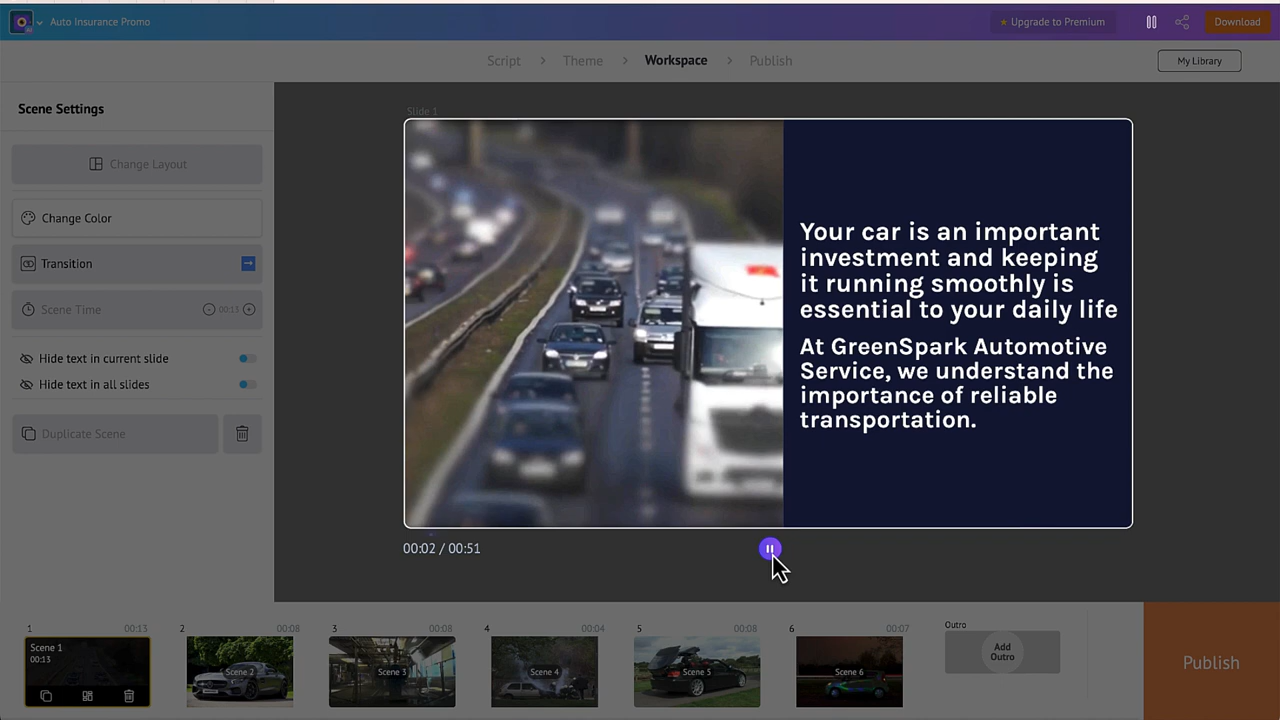 Auto Insurance Promo
★ Upgrade to Premium
Download
Script > Theme > Workspace > Publish
My Library
Scene Settings
Change Layout
Change Color
Transition
Scene Time
00:13
Hide text in current slide
Hide text in all slides
Duplicate Scene
Slide 1
Your car is an important
investment and keeping
it running smoothly is
essential to your daily life
At GreenSpark Automotive
Service, we understand the
importance of reliable
transportation.
00:02 / 00:51
1 00:13
Scene 1
00:13
2 00:08
Scene 2
3 00:08
Scene 3
4 00:04
Scene 4
5 00:08
Scene 5
6 00:07
Scene 6
Outro
Add
Outro
Publish